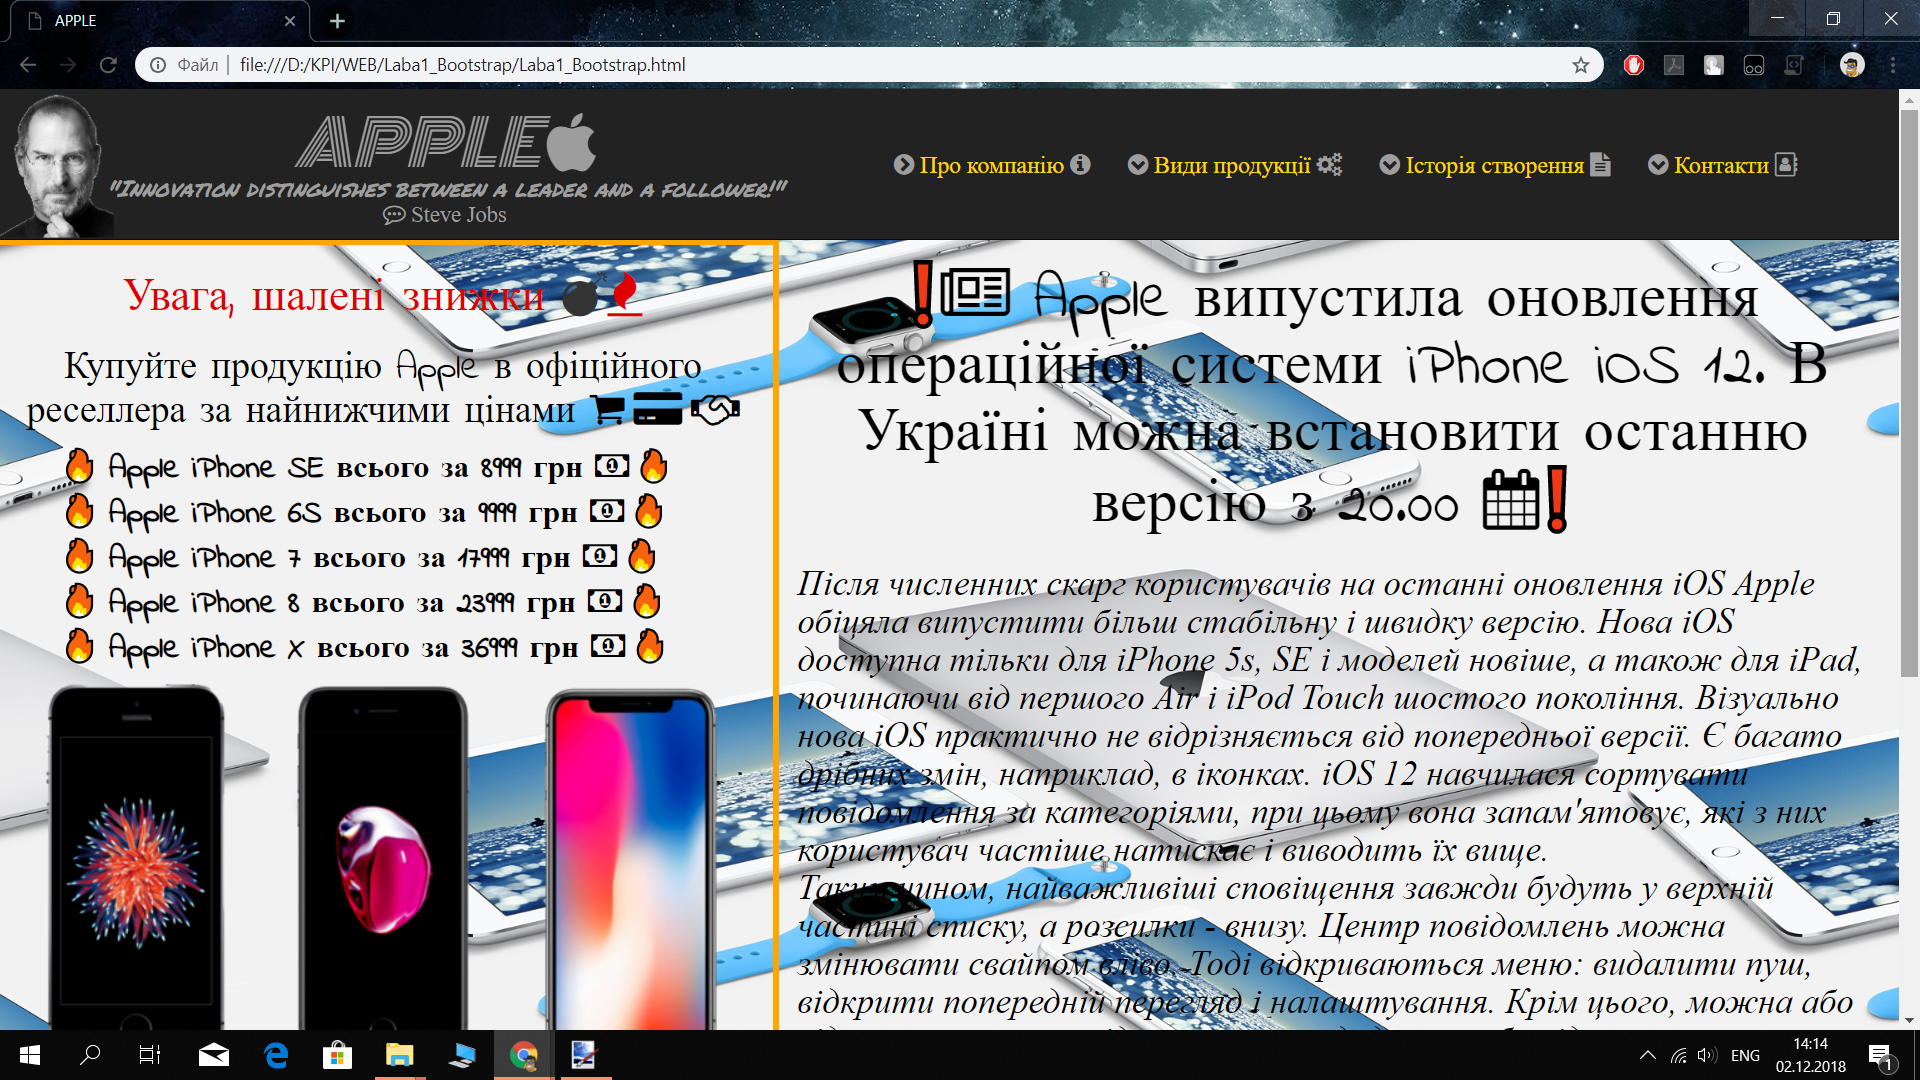 APPLE
Файл
file:///D:/KPI/WEB/Laba1_Bootstrap/Laba1_Bootstrap.html
APPLE
"Innovation distinguishes between a leader and a follower!"
Steve Jobs
Про компанію
Види продукції
Історія створення
Контакти
Увага, шалені знижки
Купуйте продукцію Apple в офіційного
реселлера за найнижчими цінами
Apple iPhone SE всього за 8999 грн
Apple iPhone 6S всього за 9999 грн
Apple iPhone 7 всього за 17999 грн
Apple iPhone 8 всього за 23999 грн
Apple iPhone X всього за 36999 грн
Apple випустила оновлення
операційної системи iPhone iOS 12. В
Україні можна встановити останню
версію з 20.00
Після численних скарг користувачів на останні оновлення iOS Apple
обіцяла випустити більш стабільну і швидку версію. Нова iOS
доступна тільки для iPhone 5s, SE і моделей новіше, а також для iPad,
починаючи від першого Air і iPod Touch шостого покоління. Візуально
нова iOS практично не відрізняється від попередньої версії. Є багато
дрібних змін, наприклад, в іконках. iOS 12 навчилася сортувати
повідомлення за категоріями, при цьому вона запам'ятовує, які з них
користувач частіше натискає і виводить їх вище.
Таким чином, найважливіші сповіщення завжди будуть у верхній
частині списку, а розсилки - внизу. Центр повідомлень можна
змінювати свайпом вліво. Тоді відкриваються меню: видалити пуш,
відкрити попередній перегляд і налаштування. Крім цього, можна або
ENG
14:14
02.12.2018
1